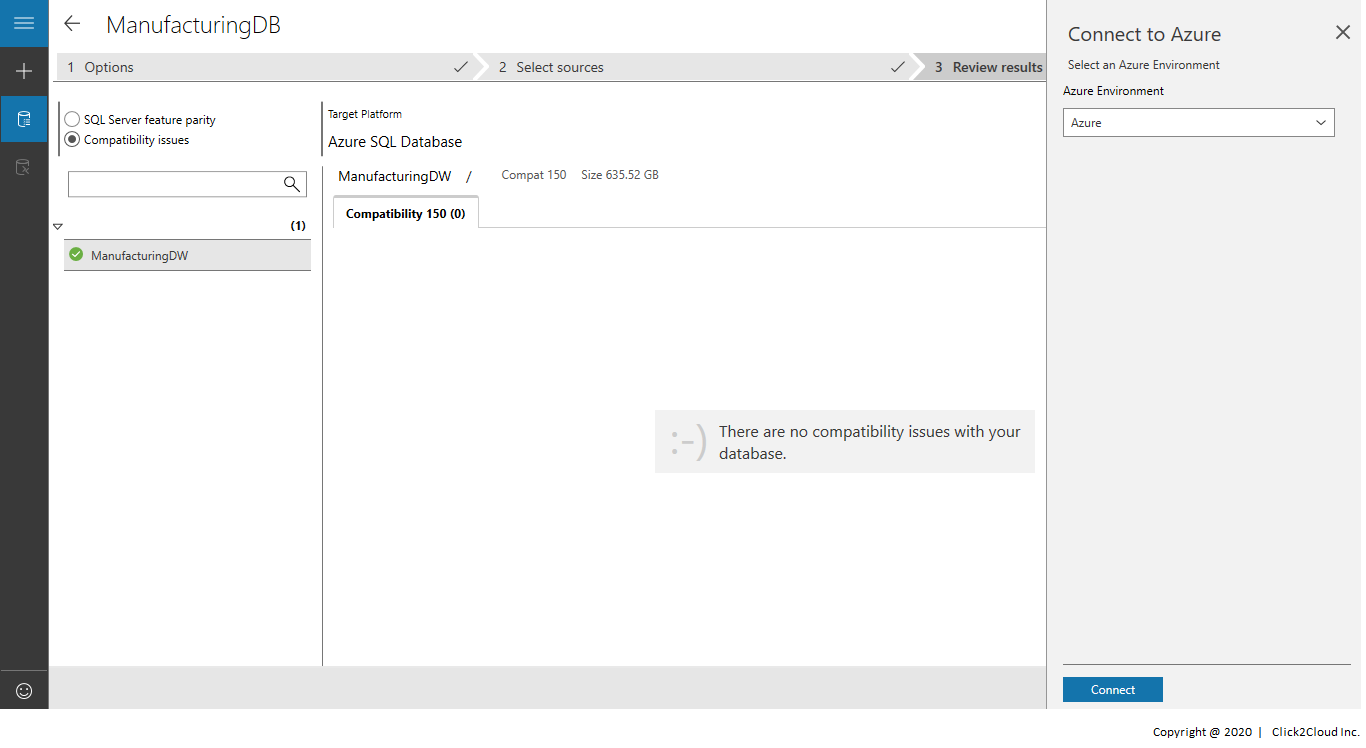 ManufacturingDB
1 Options
2 Select sources
3 Review results
SQL Server feature parity
Compatibility issues
(1)
ManufacturingDW
Target Platform
Azure SQL Database
ManufacturingDW / Compat 150 Size 635.52 GB
Compatibility 150 (0)
:-)
There are no compatibility issues with your
database.
Connect to Azure
Select an Azure Environment
Azure Environment
Azure
Connect
Copyright @ 2020 | Click2Cloud Inc.